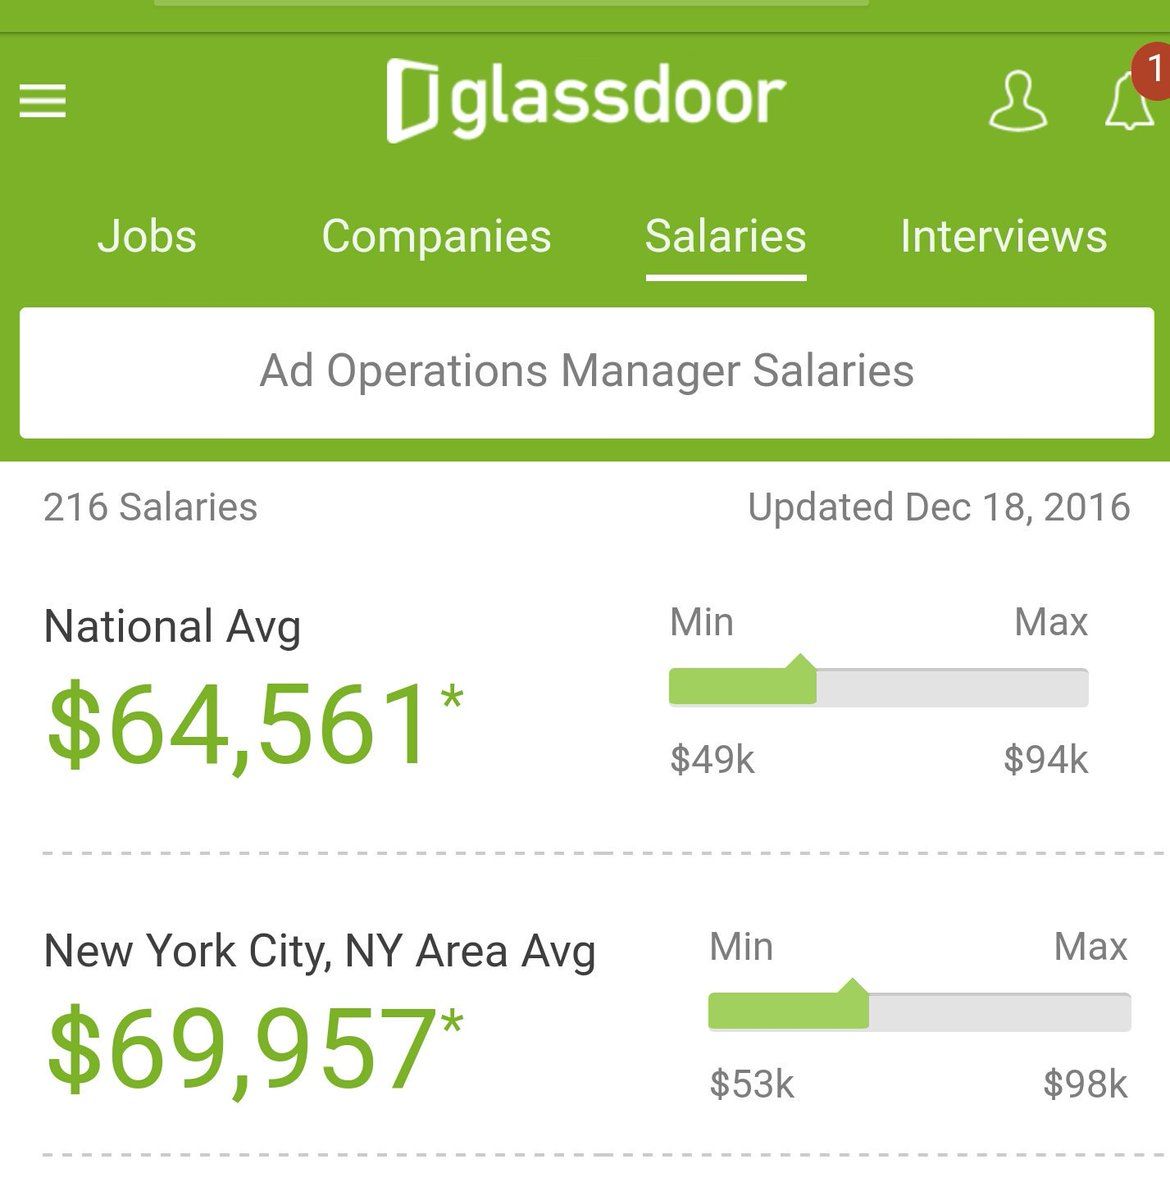 glassdoor
1
Jobs Companies Salaries Interviews
Ad Operations Manager Salaries
216 Salaries Updated Dec 18, 2016
National Avg
Min Max
$64,561*
$49k $94k
New York City, NY Area Avg
Min Max
$69,957*
$53k $98k